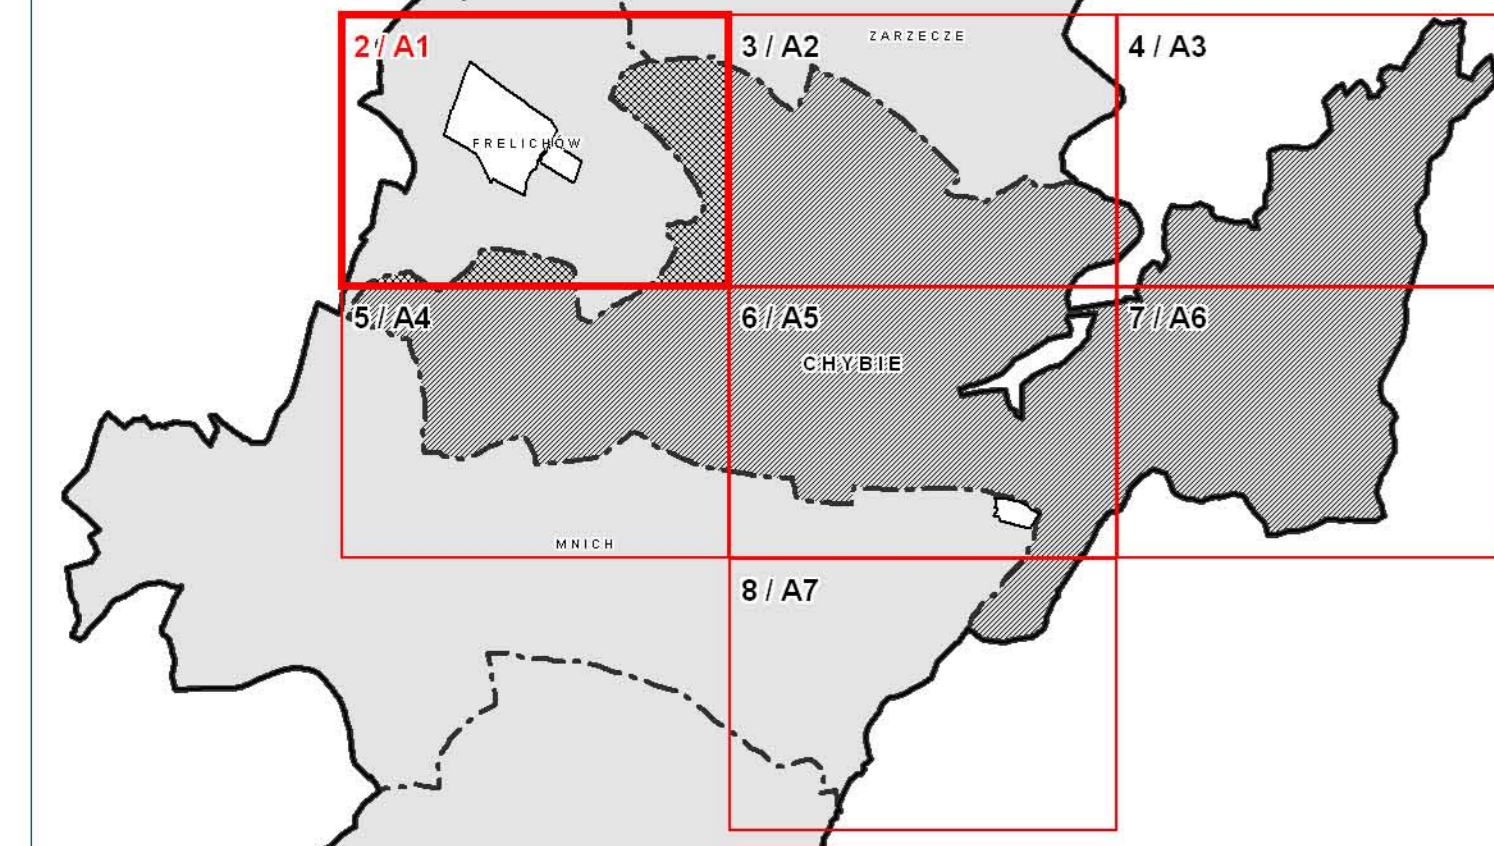 2 / A1
3 / A2
ZARZECZE
4 / A3
FRELICHÓW
5 / A4
6 / A5
7 / A6
CHYBIE
MNICH
8 / A7